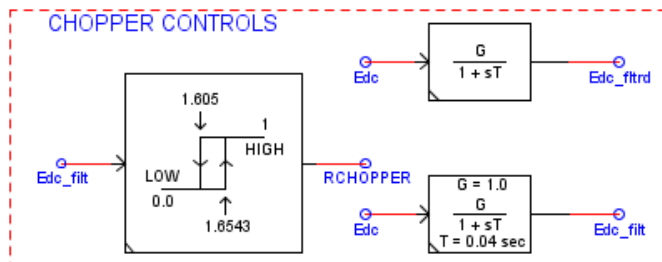 CHOPPER CONTROLS
G
1 + sT
Edc
Edc_fltrd
1.605
1
HIGH
LOW
0.0
1.6543
Edc_filt
RCHOPPER
G = 1.0
G
1 + sT
T = 0.04 sec
Edc
Edc_filt